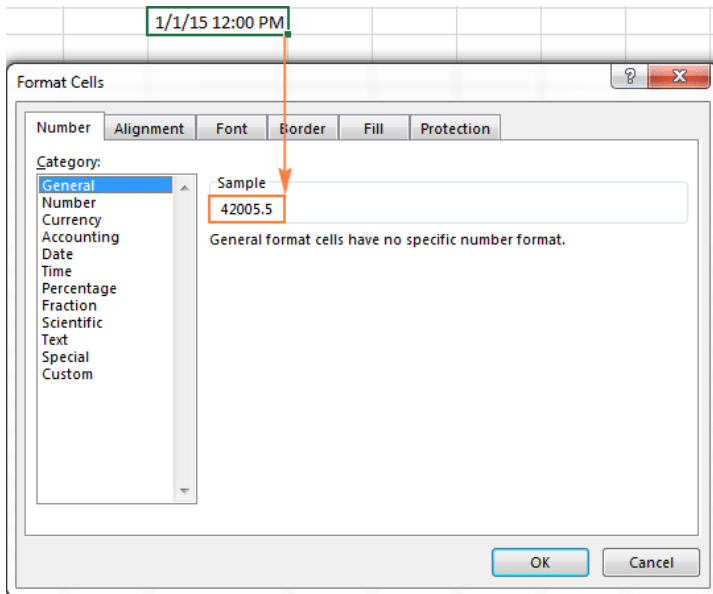 1/1/15 12:00 PM
Format Cells
?
Number Alignment Font Border Fill Protection
Category:
General
Number
Currency
Accounting
Date
Time
Percentage
Fraction
Scientific
Text
Special
Custom
Sample
42005.5
General format cells have no specific number format.
OK Cancel